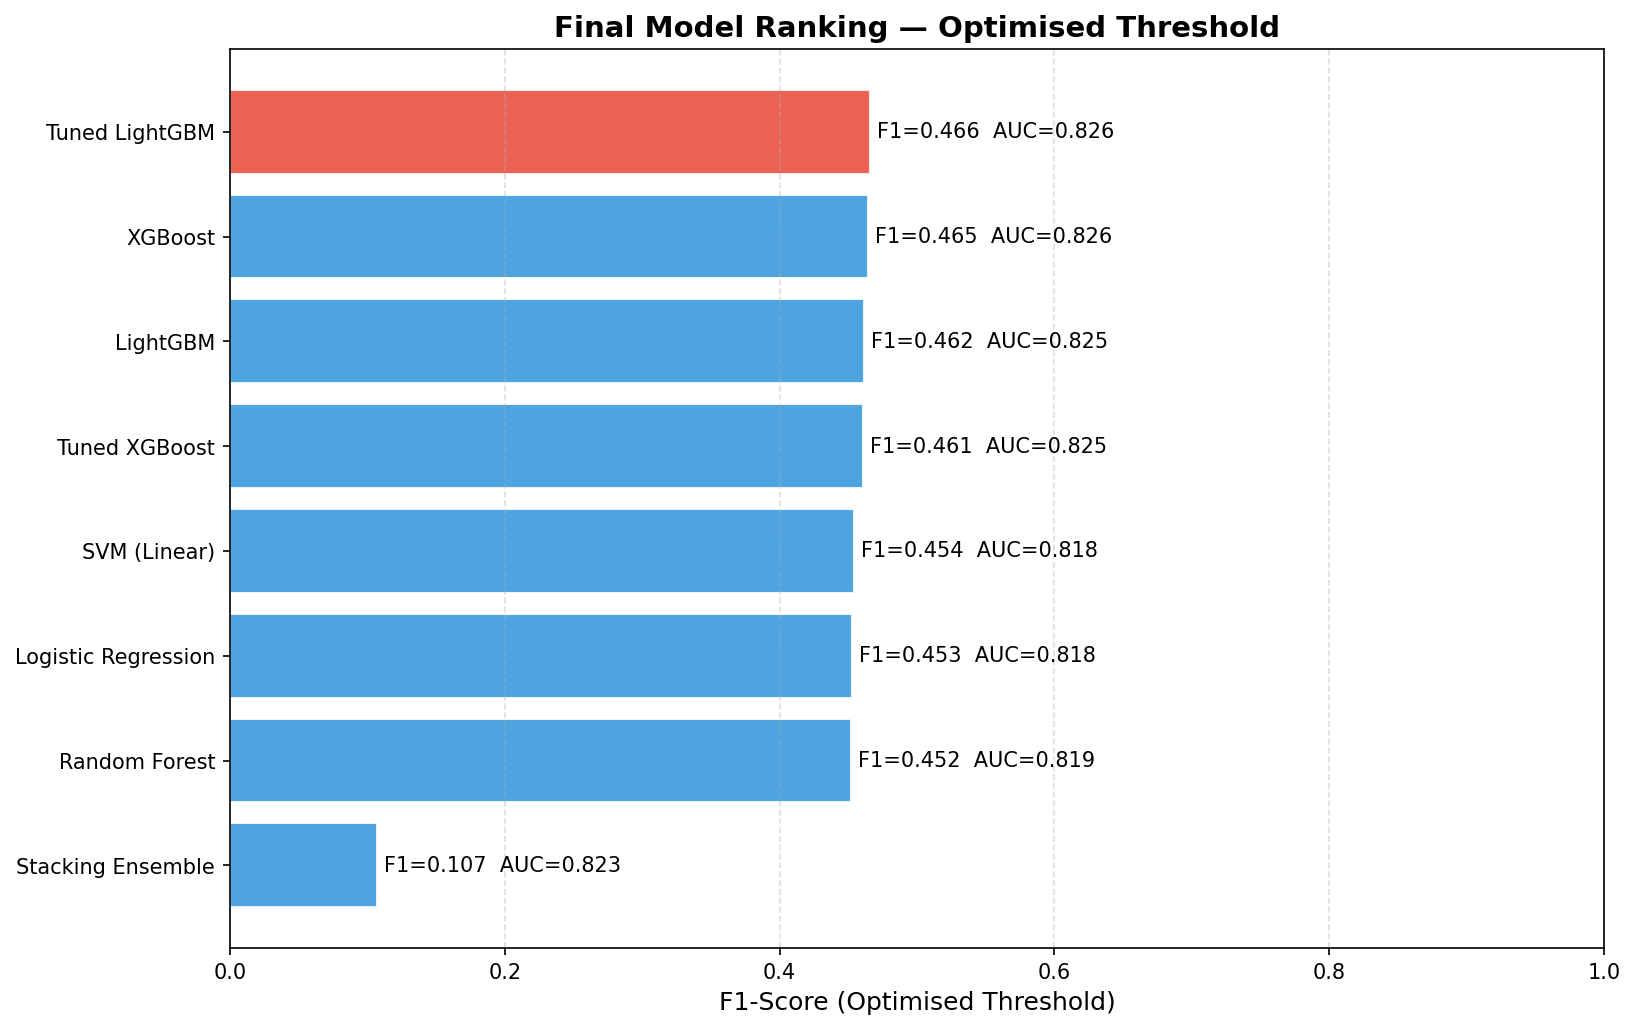 Final Model Ranking — Optimised Threshold
Tuned LightGBM
F1=0.466  AUC=0.826
XGBoost
F1=0.465  AUC=0.826
LightGBM
F1=0.462  AUC=0.825
Tuned XGBoost
F1=0.461  AUC=0.825
SVM (Linear)
F1=0.454  AUC=0.818
Logistic Regression
F1=0.453  AUC=0.818
Random Forest
F1=0.452  AUC=0.819
Stacking Ensemble
F1=0.107  AUC=0.823
0.0 0.2 0.4 0.6 0.8 1.0
F1-Score (Optimised Threshold)